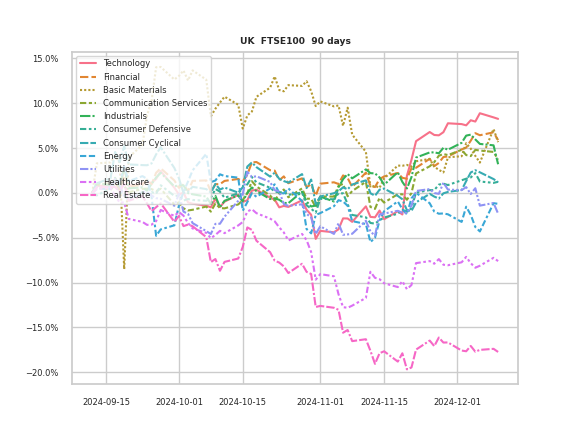 UK FTSE100 90 days
15.0%
10.0%
5.0%
0.0%
−5.0%
−10.0%
−15.0%
−20.0%
Technology
Financial
Basic Materials
Communication Services
Industrials
Consumer Defensive
Consumer Cyclical
Energy
Utilities
Healthcare
Real Estate
2024-09-15 2024-10-01 2024-10-15 2024-11-01 2024-11-15 2024-12-01